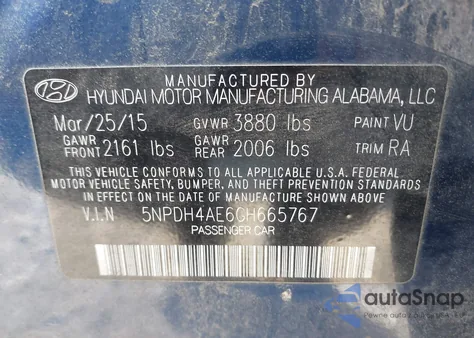 MANUFACTURED BY
HYUNDAI MOTOR MANUFACTURING ALABAMA, LLC
Mar/25/15 GVWR 3880 lbs PAINT VU
GAWR FRONT 2161 lbs GAWR REAR 2006 lbs TRIM RA
THIS VEHICLE CONFORMS TO ALL APPLICABLE U.S.A. FEDERAL
MOTOR VEHICLE SAFETY, BUMPER, AND THEFT PREVENTION STANDARDS
IN EFFECT ON THE DATE OF MANUFACTURE SHOWN ABOVE.
V.I.N 5NPDH4AE6GH665767
PASSENGER CAR
autoSnap
Pewne auto z